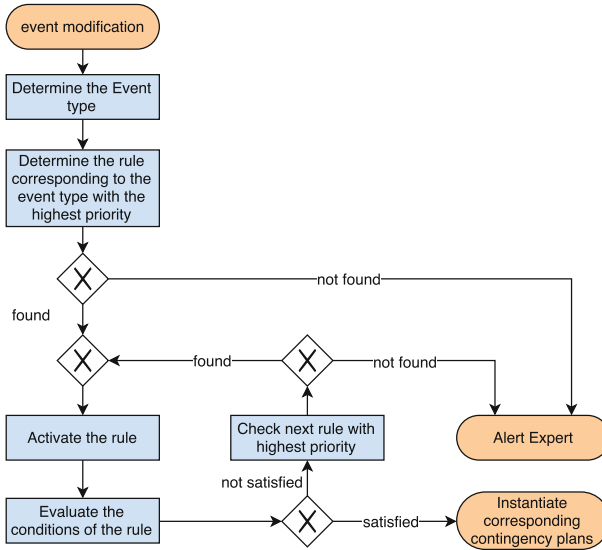 event modification
Determine the Event
type
Determine the rule
corresponding to the
event type with the
highest priority
not found
found
found
not found
Activate the rule
Check next rule with
highest priority
Alert Expert
not satisfied
Evaluate the
conditions of the rule
satisfied
Instantiate
corresponding
contingency plans